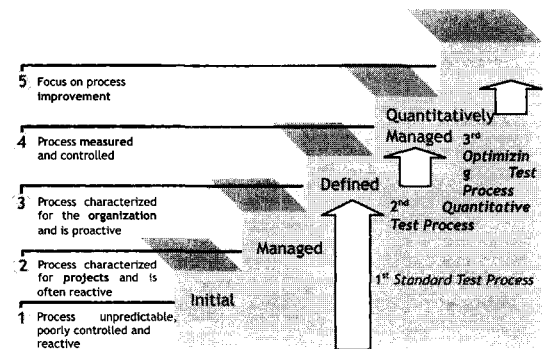 5 Focus on process
improvement
Quantitatively
Managed
4 Process measured
and controlled
3rd
Optimizin
g Test
Process
Defined
3 Process characterized
for the organization
and is proactive
2nd Quantitative
Test Process
Managed
2 Process characterized
for projects and is
often reactive
1st Standard Test Process
Initial
1 Process unpredictable,
poorly controlled and
reactive